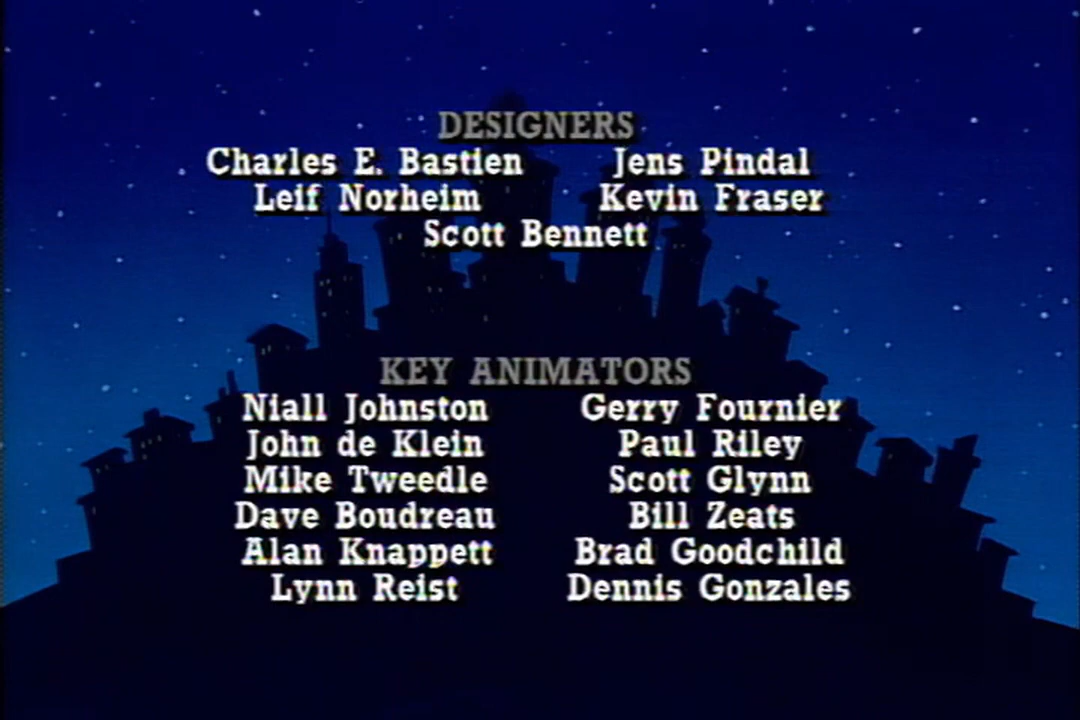 DESIGNERS
Charles E. Bastien Jens Pindal
Leif Norheim Kevin Fraser
Scott Bennett
KEY ANIMATORS
Niall Johnston Gerry Fournier
John de Klein Paul Riley
Mike Tweedle Scott Glynn
Dave Boudreau Bill Zeats
Alan Knappett Brad Goodchild
Lynn Reist Dennis Gonzales